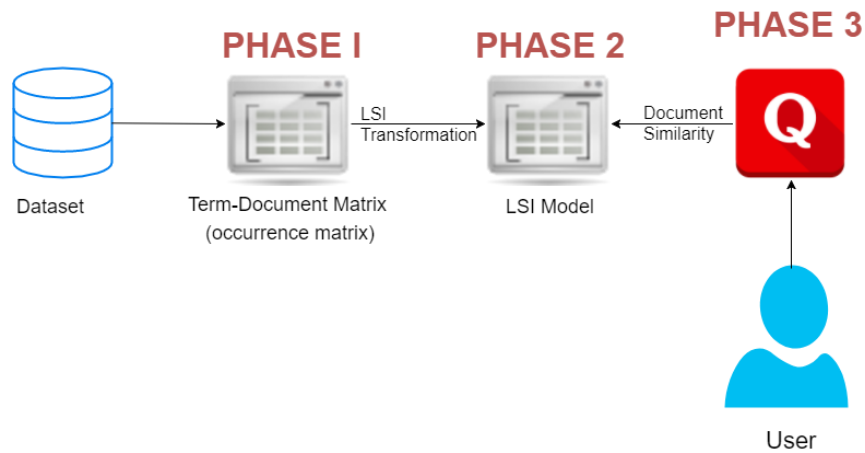 PHASE I
PHASE 2
PHASE 3
LSI
Transformation
Document
Similarity
Q
Dataset
Term-Document Matrix
(occurrence matrix)
LSI Model
User